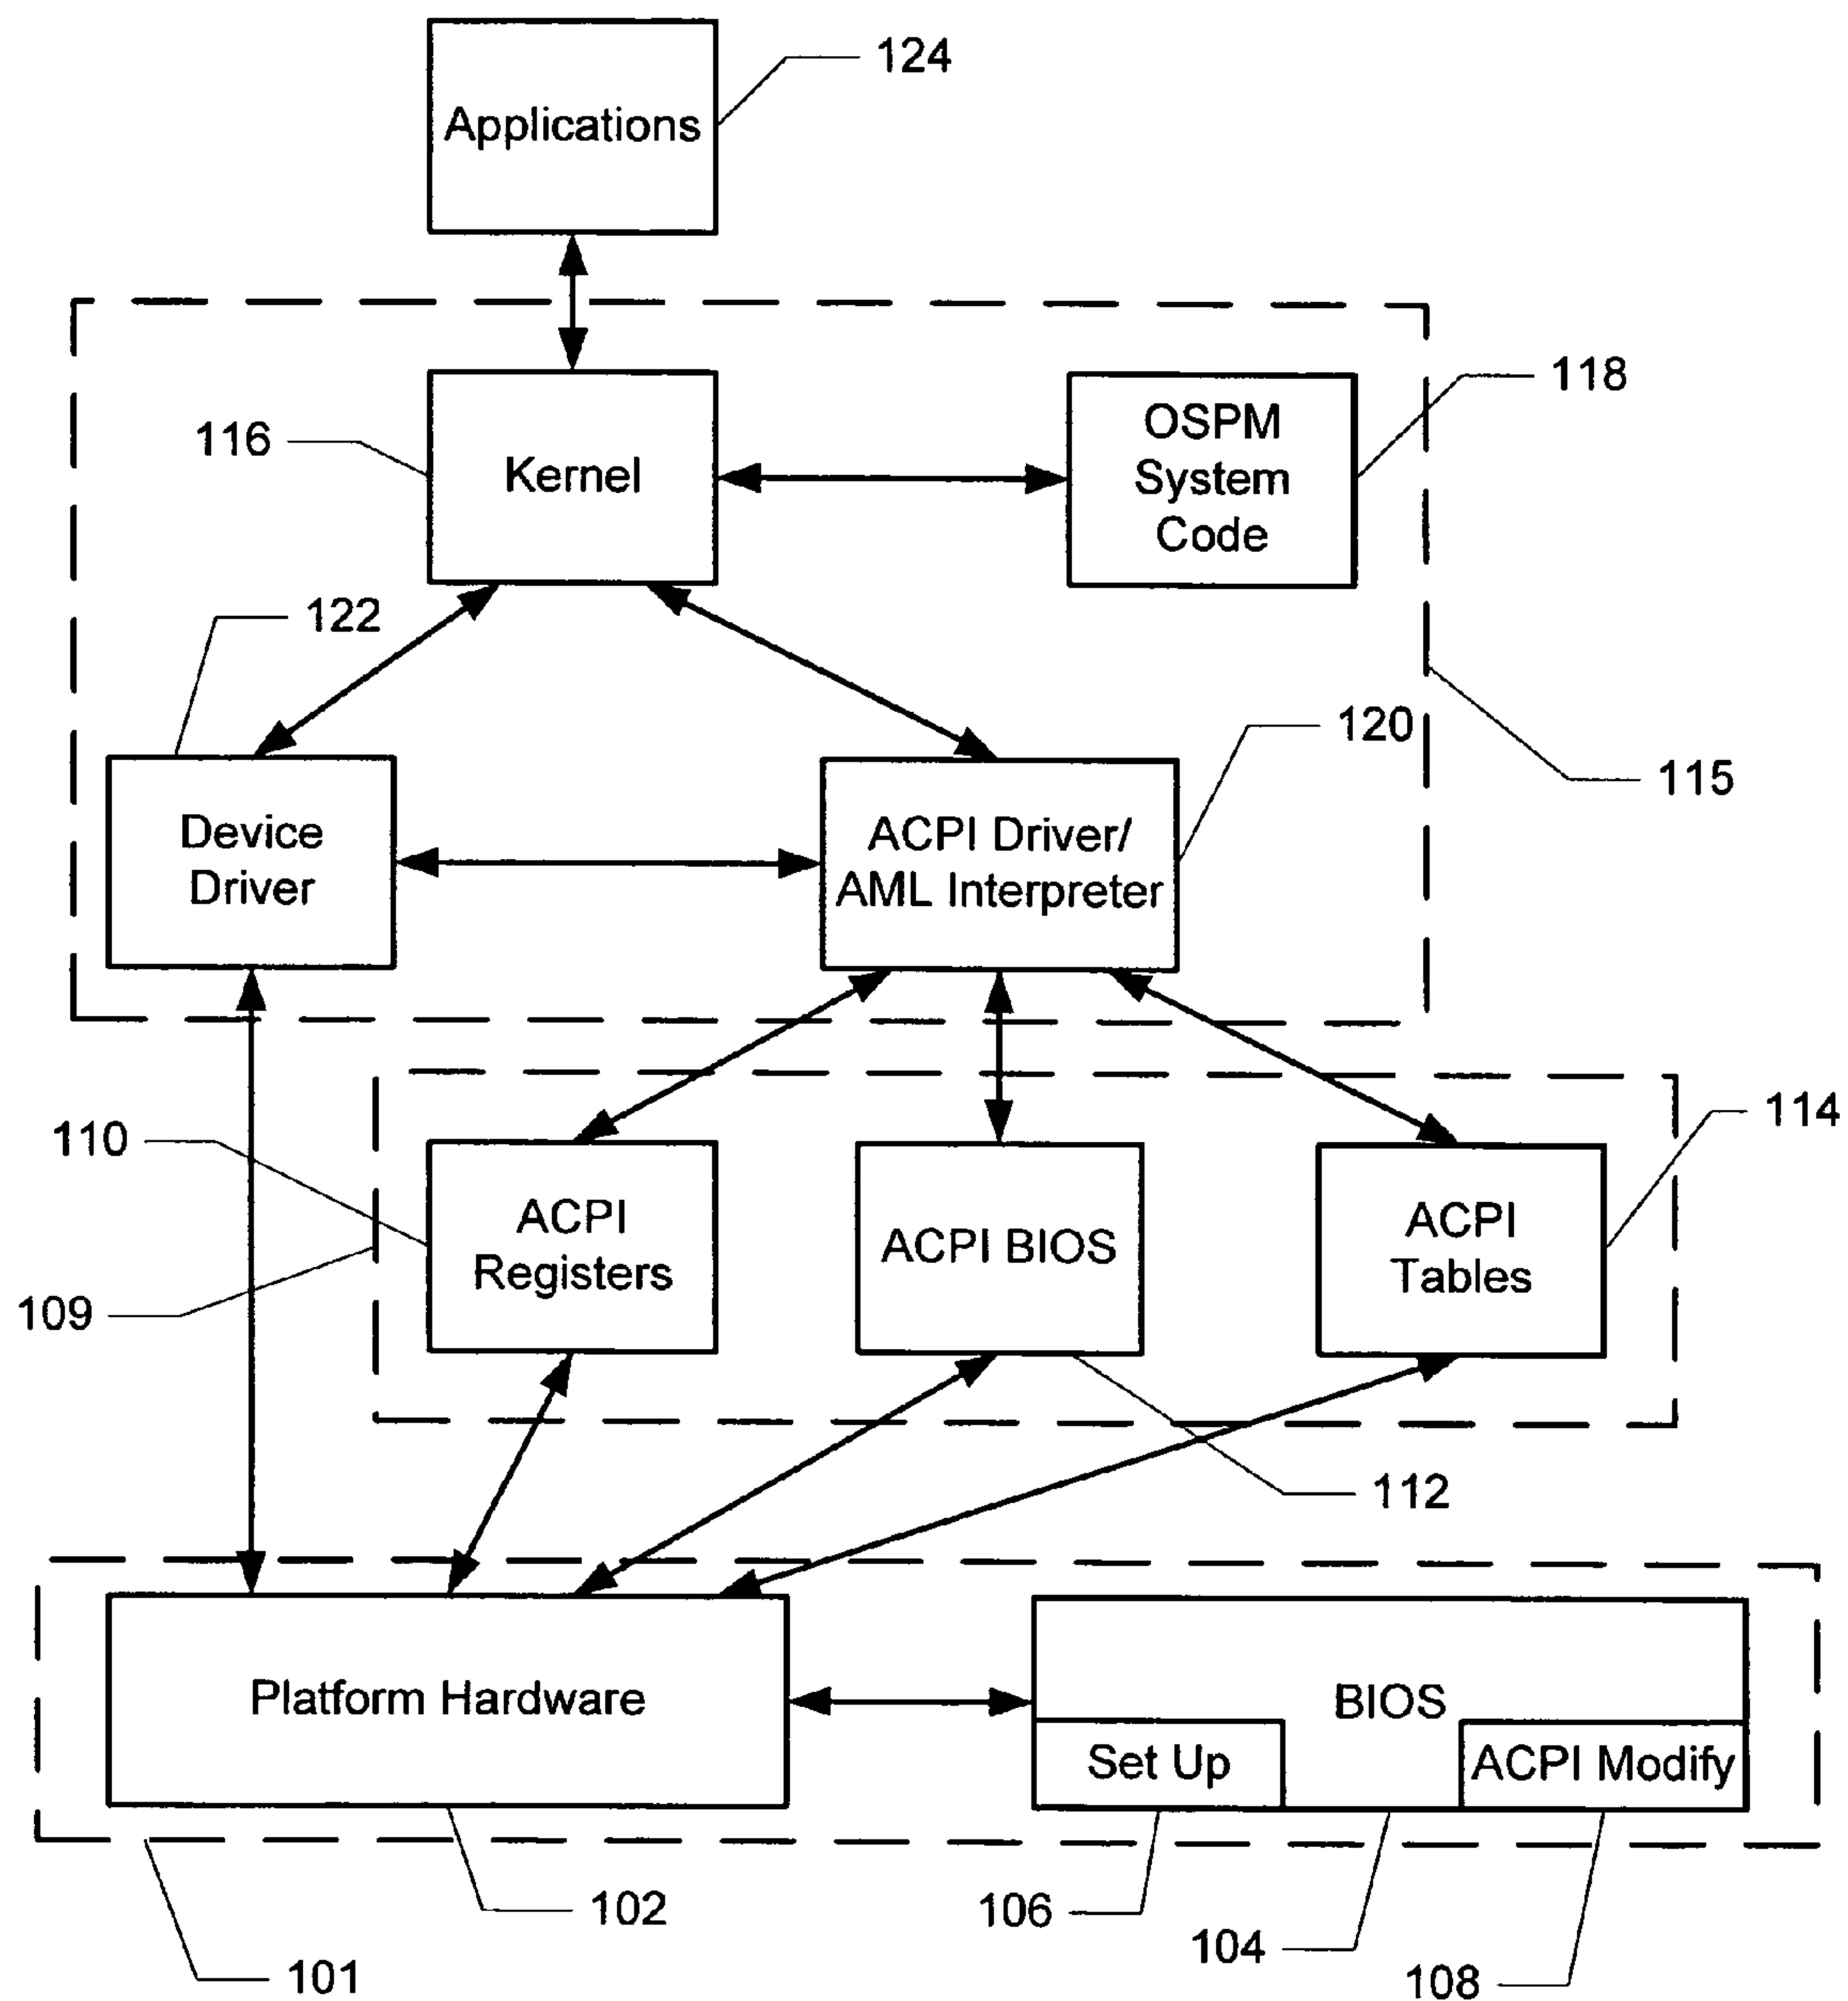 124
Applications
118
OSPM
System
Code
116
Kernel
122
120
115
Device
Driver
ACPI Driver/
AML Interpreter
114
110
ACPI
Registers
ACPI BIOS
ACPI
Tables
109
112
Platform Hardware
BIOS
Set Up
ACPI Modify
102
106
104
101
108